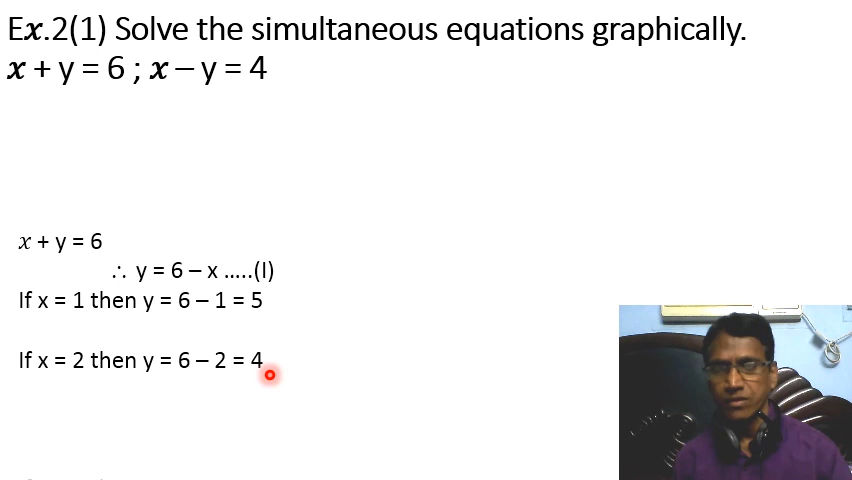 Ex.2(1) Solve the simultaneous equations graphically.
x + y = 6 ; x – y = 4
x + y = 6
∴ y = 6 – x .....(I)
If x = 1 then y = 6 – 1 = 5
If x = 2 then y = 6 – 2 = 4